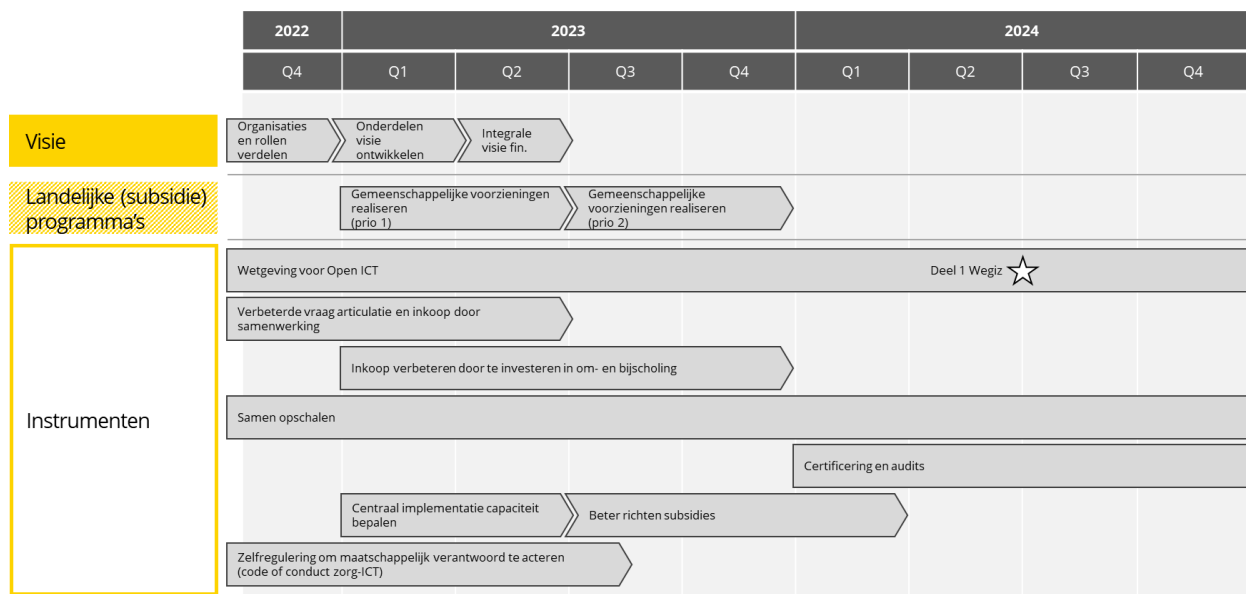 2022
2023
2024
Q4
Q1
Q2
Q3
Q4
Q1
Q2
Q3
Q4
Visie
Organisaties
en rollen
verdelen
Onderdelen
visie
ontwikkelen
Integrale
visie fin.
Landelijke (subsidie)
programma's
Gemeenschappelijke voorzieningen
realiseren
(prio 1)
Gemeenschappelijke
voorzieningen realiseren
(prio 2)
Instrumenten
Wetgeving voor Open ICT
Deel 1 Wegiz
Verbeterde vraag articulatie en inkoop door
samenwerking
Inkoop verbeteren door te investeren in om- en bijscholing
Samen opschalen
Certificering en audits
Centraal implementatie capaciteit
bepalen
Beter richten subsidies
Zelfregulering om maatschappelijk verantwoord te acteren
(code of conduct zorg-ICT)